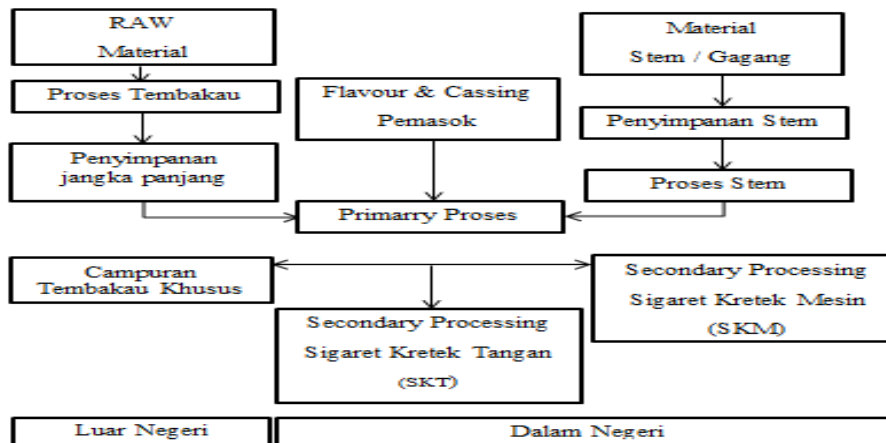 RAW
Material
Proses Tembakau
Penyimpanan
jangka panjang
Flavour & Cassing
Pemasok
Material
Stem / Gagang
Penyimpanan Stem
Proses Stem
Primarry Proses
Campuran
Tembakau Khusus
Secondary Processing
Sigaret Kretek Tangan
(SKT)
Secondary Processing
Sigaret Kretek Mesin
(SKM)
Luar Negeri
Dalam Negeri